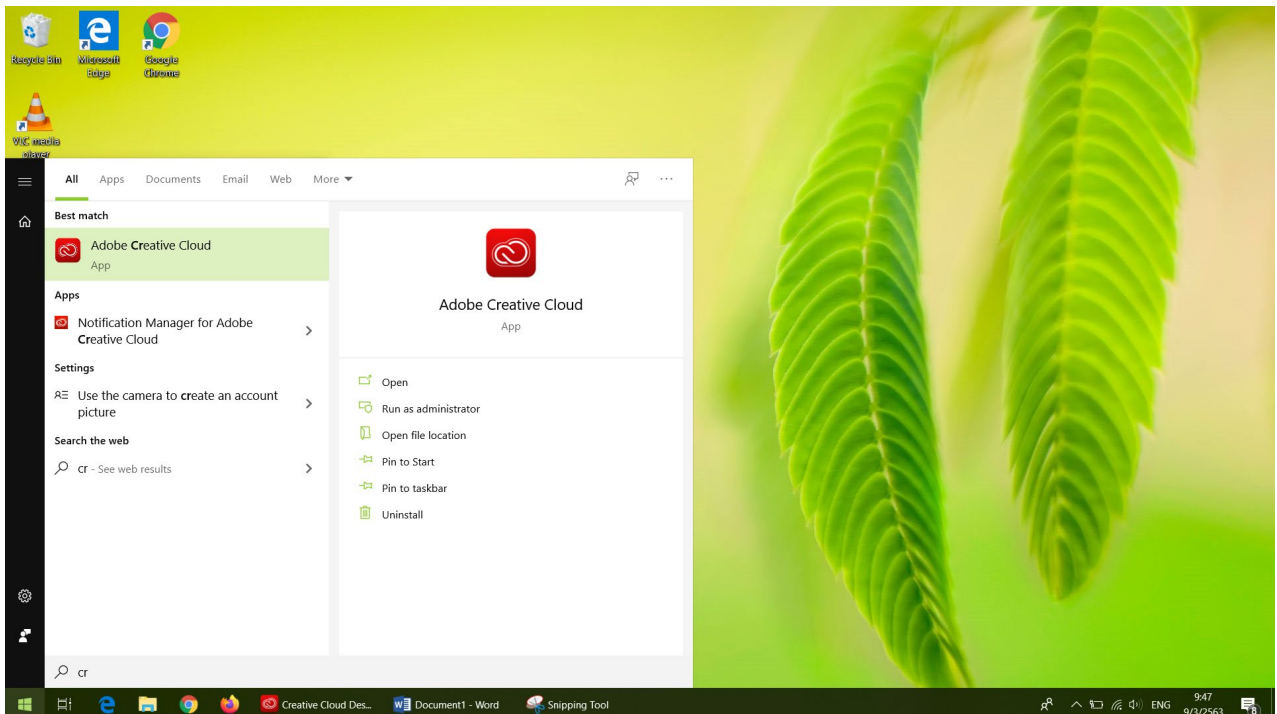 Recycle Bin
Microsoft
Edge
Google
Chrome
VLC media
player
All Apps Documents Email Web More
Best match
Adobe Creative Cloud
App
Apps
Notification Manager for Adobe
Creative Cloud
Settings
Use the camera to create an account
picture
Search the web
cr - See web results
Adobe Creative Cloud
App
Open
Run as administrator
Open file location
Pin to Start
Pin to taskbar
Uninstall
cr
Creative Cloud Des...
Document1 - Word
Snipping Tool
ENG
9:47
9/3/2563
8